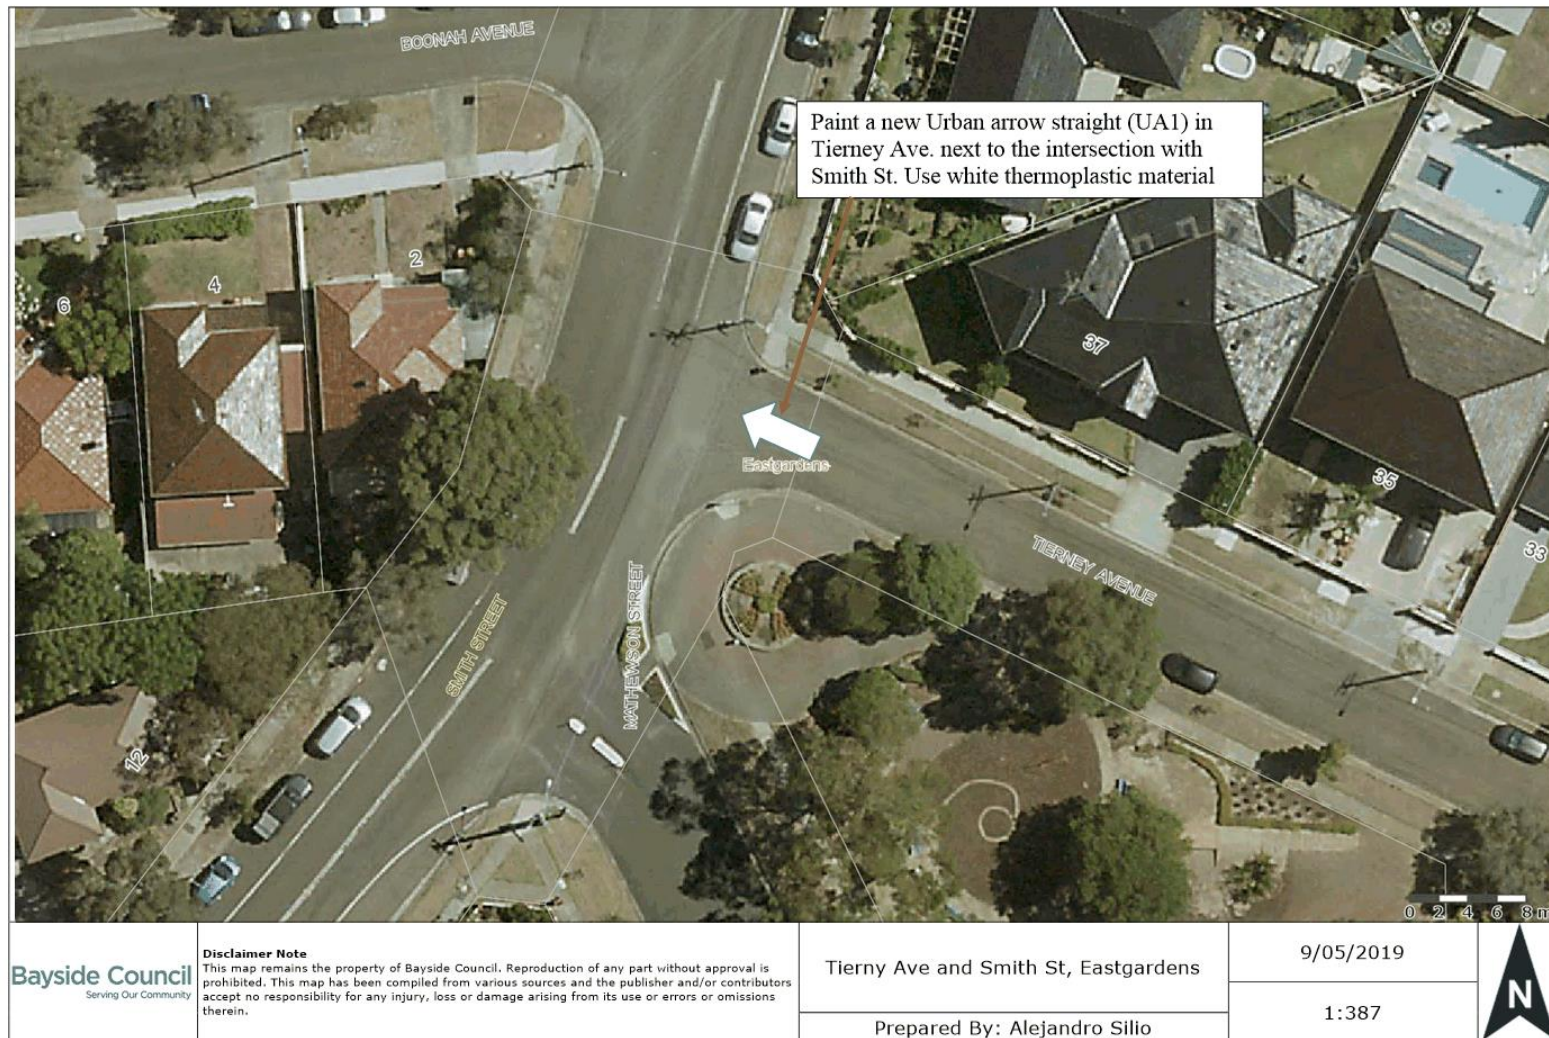 BOONAH AVENUE
Paint a new Urban arrow straight (UA1) in
Tierney Ave. next to the intersection with
Smith St. Use white thermoplastic material
6
4
2
37
35
33
Eastgardens
TIERNEY AVENUE
MATHEWSON STREET
SMITH STREET
12
0 2 4 6 8 m
Bayside Council
Serving Our Community
Disclaimer Note
This map remains the property of Bayside Council. Reproduction of any part without approval is
prohibited. This map has been compiled from various sources and the publisher and/or contributors
accept no responsibility for any injury, loss or damage arising from its use or errors or omissions
therein.
Tierny Ave and Smith St, Eastgardens
Prepared By: Alejandro Silio
9/05/2019
1:387
N